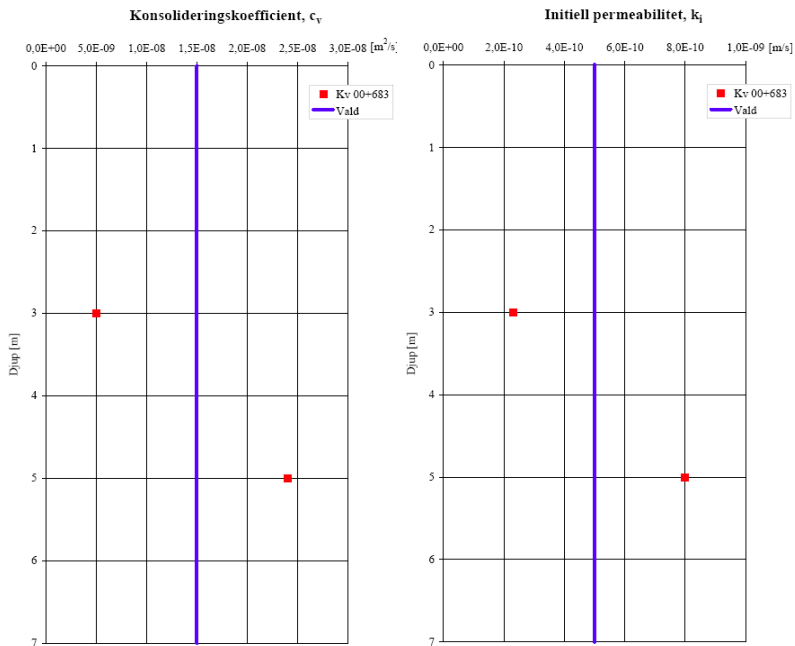 Konsolideringskoefficient, cv
0,0E+00 5,0E-09 1,0E-08 1,5E-08 2,0E-08 2,5E-08 3,0E-08 [m²/s]
0
1
2
3
4
5
6
7
Djup [m]
Kv 00+683
Vald
Initiell permeabilitet, ki
0,0E+00 2,0E-10 4,0E-10 6,0E-10 8,0E-10 1,0E-09 [m/s]
0
1
2
3
4
5
6
7
Djup [m]
Kv 00+683
Vald